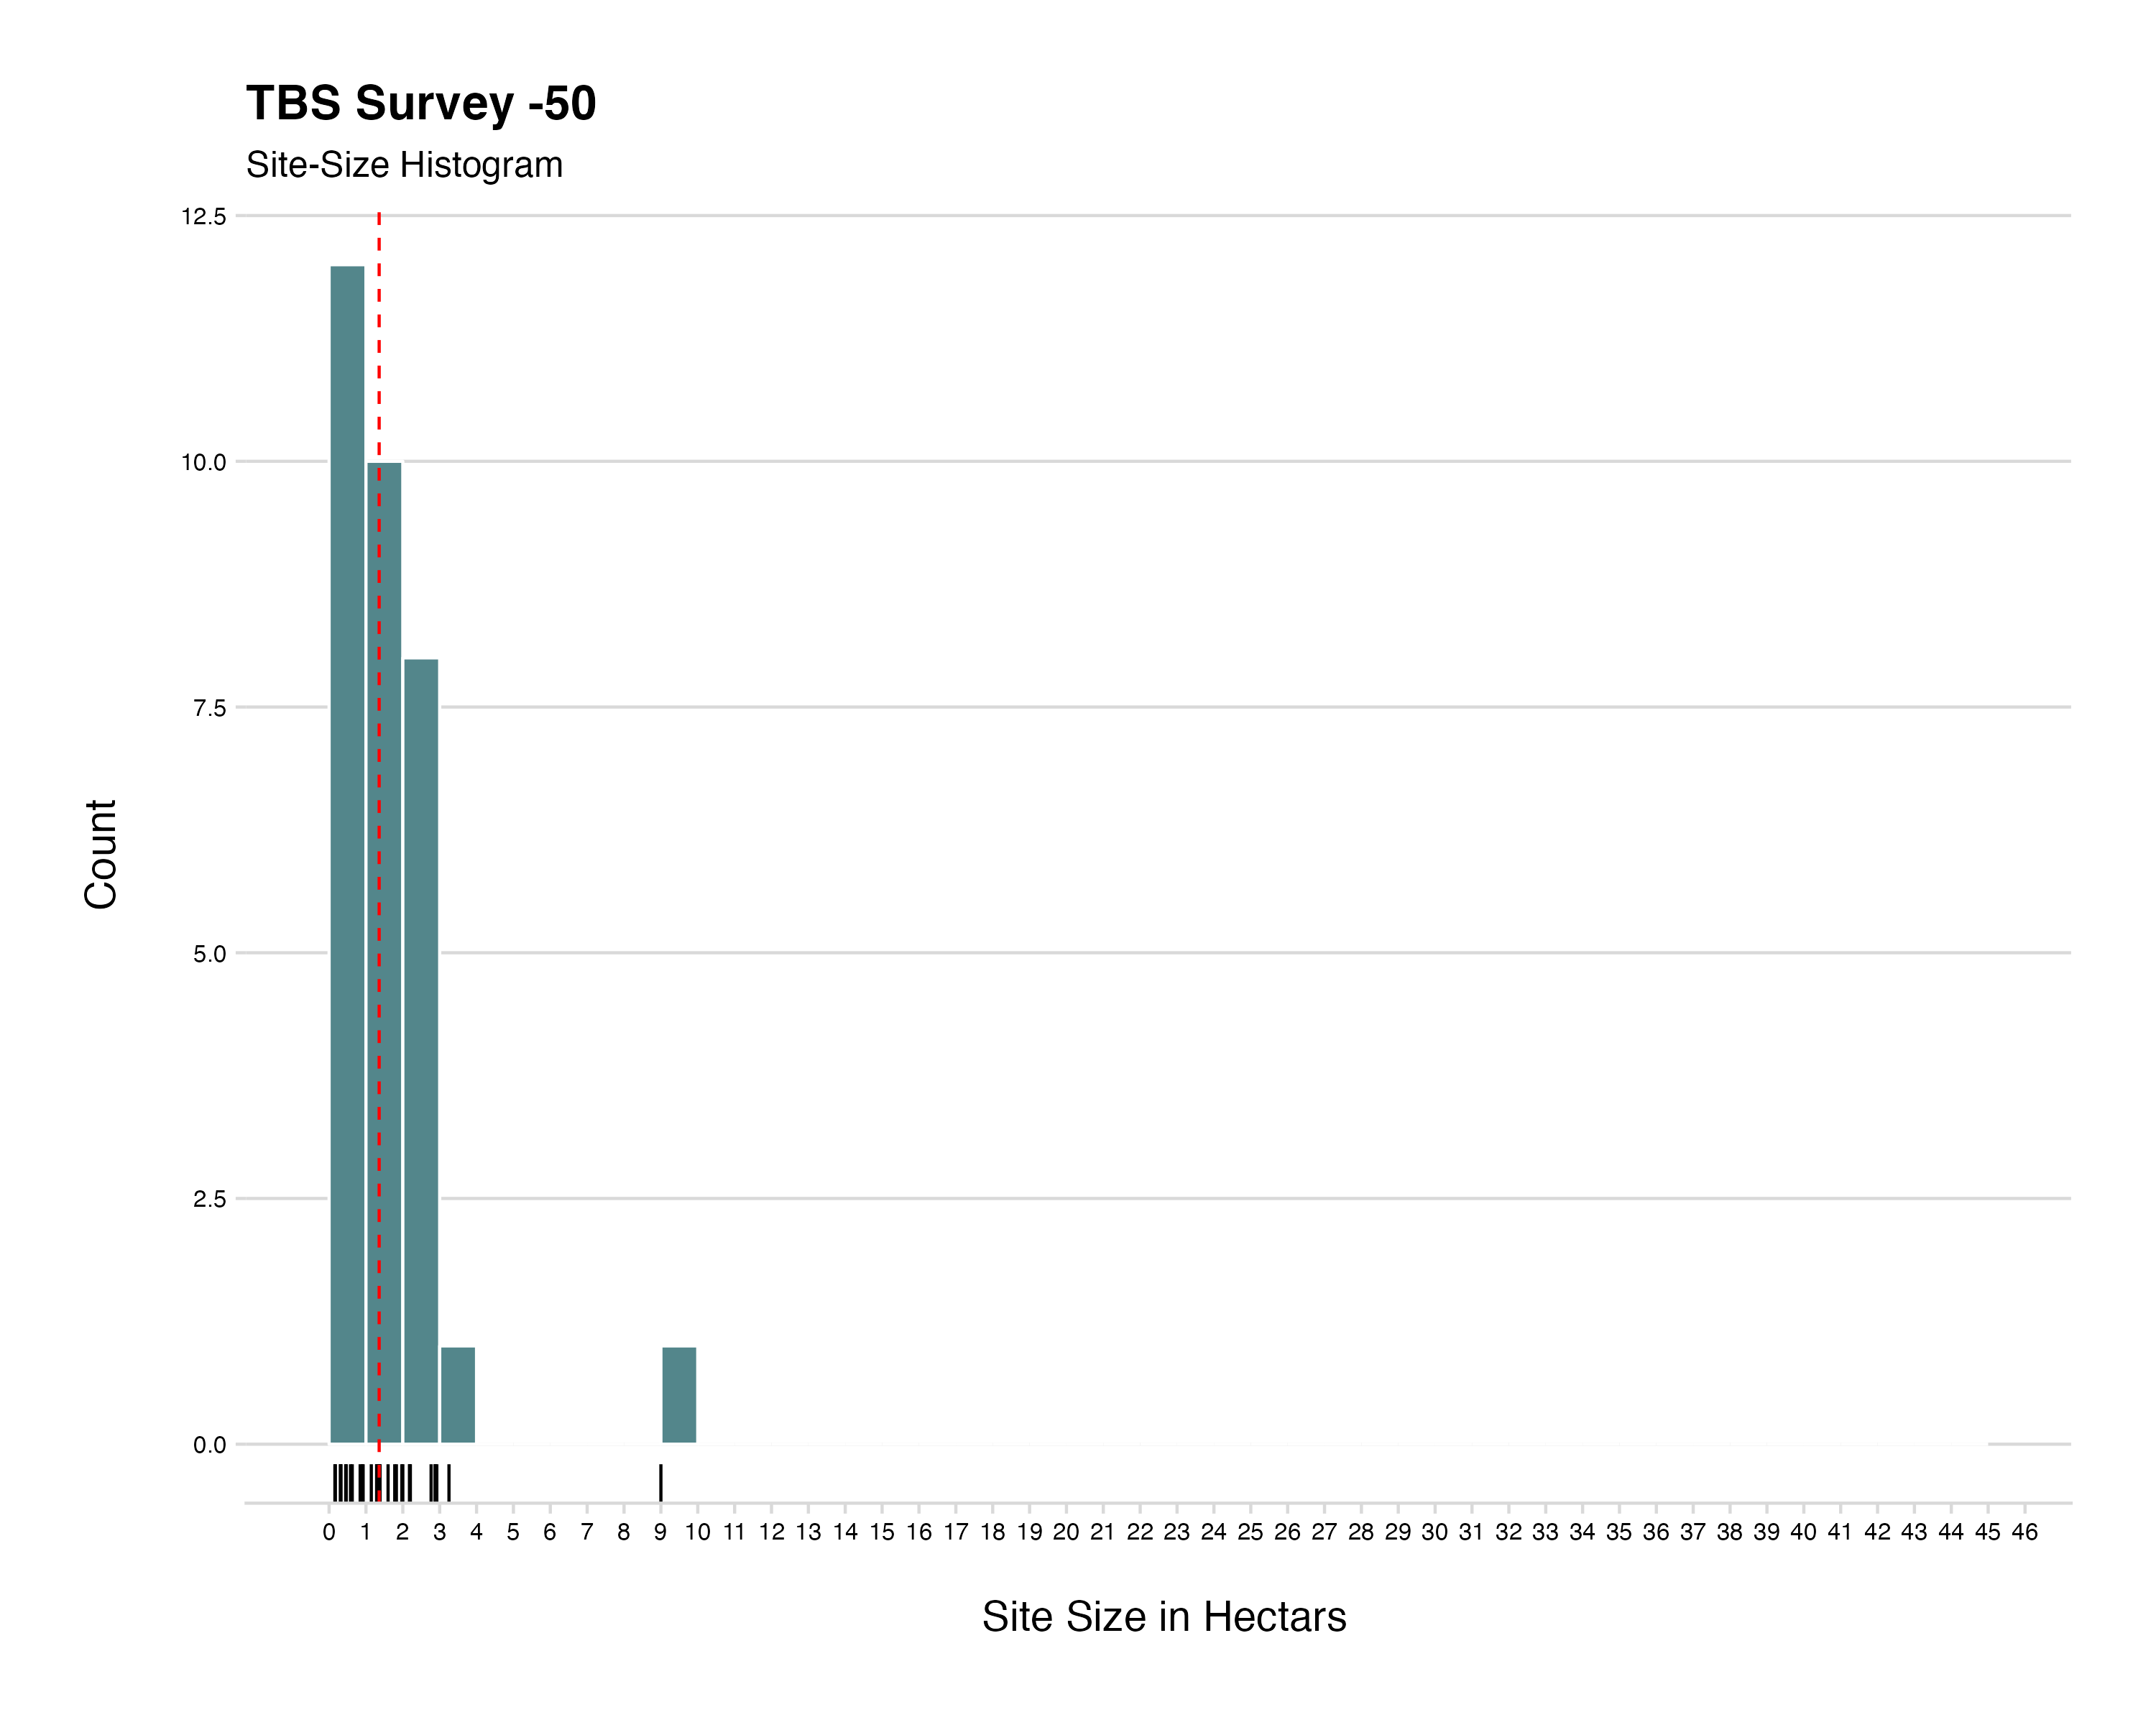 TBS Survey -50
Site-Size Histogram
12.5
10.0
7.5
5.0
2.5
0.0
Count
0 1 2 3 4 5 6 7 8 9 10 11 12 13 14 15 16 17 18 19 20 21 22 23 24 25 26 27 28 29 30 31 32 33 34 35 36 37 38 39 40 41 42 43 44 45 46
Site Size in Hectars